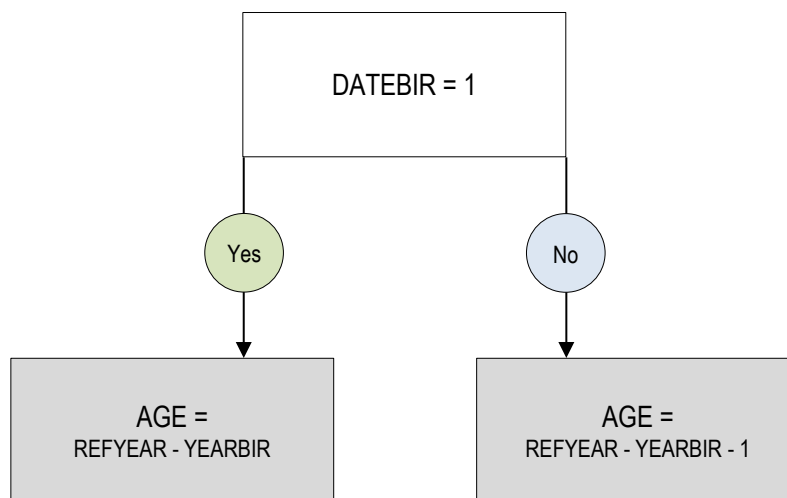 DATEBIR = 1
Yes
No
AGE =
REFYEAR - YEARBIR
AGE =
REFYEAR - YEARBIR - 1